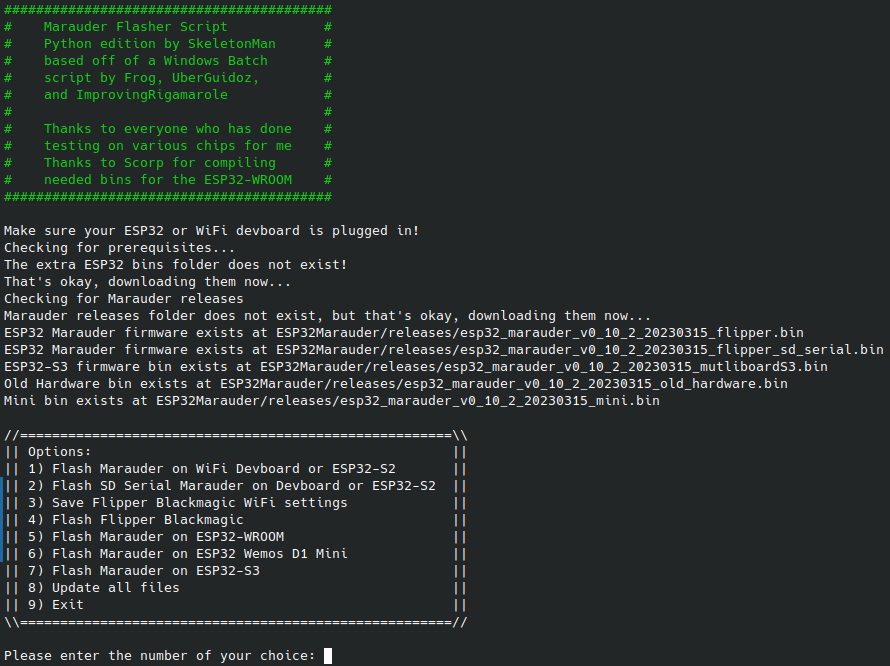 #########################################
#    Marauder Flasher Script            #
#    Python edition by SkeletonMan      #
#    based off of a Windows Batch       #
#    script by Frog, UberGuidoz,        #
#    and ImprovingRigamarole            #
#                                       #
#    Thanks to everyone who has done    #
#    testing on various chips for me    #
#    Thanks to Scorp for compiling      #
#    needed bins for the ESP32-WROOM    #
#########################################

Make sure your ESP32 or WiFi devboard is plugged in!
Checking for prerequisites...
The extra ESP32 bins folder does not exist!
That's okay, downloading them now...
Checking for Marauder releases
Marauder releases folder does not exist, but that's okay, downloading them now...
ESP32 Marauder firmware exists at ESP32Marauder/releases/esp32_marauder_v0_10_2_20230315_flipper.bin
ESP32 Marauder firmware exists at ESP32Marauder/releases/esp32_marauder_v0_10_2_20230315_flipper_sd_serial.bin
ESP32-S3 firmware bin exists at ESP32Marauder/releases/esp32_marauder_v0_10_2_20230315_mutliboardS3.bin
Old Hardware bin exists at ESP32Marauder/releases/esp32_marauder_v0_10_2_20230315_old_hardware.bin
Mini bin exists at ESP32Marauder/releases/esp32_marauder_v0_10_2_20230315_mini.bin

//======================================================\\
|| Options:                                             ||
|| 1) Flash Marauder on WiFi Devboard or ESP32-S2       ||
|| 2) Flash SD Serial Marauder on Devboard or ESP32-S2  ||
|| 3) Save Flipper Blackmagic WiFi settings             ||
|| 4) Flash Flipper Blackmagic                          ||
|| 5) Flash Marauder on ESP32-WROOM                     ||
|| 6) Flash Marauder on ESP32 Wemos D1 Mini             ||
|| 7) Flash Marauder on ESP32-S3                        ||
|| 8) Update all files                                  ||
|| 9) Exit                                              ||
\\======================================================//

Please enter the number of your choice: